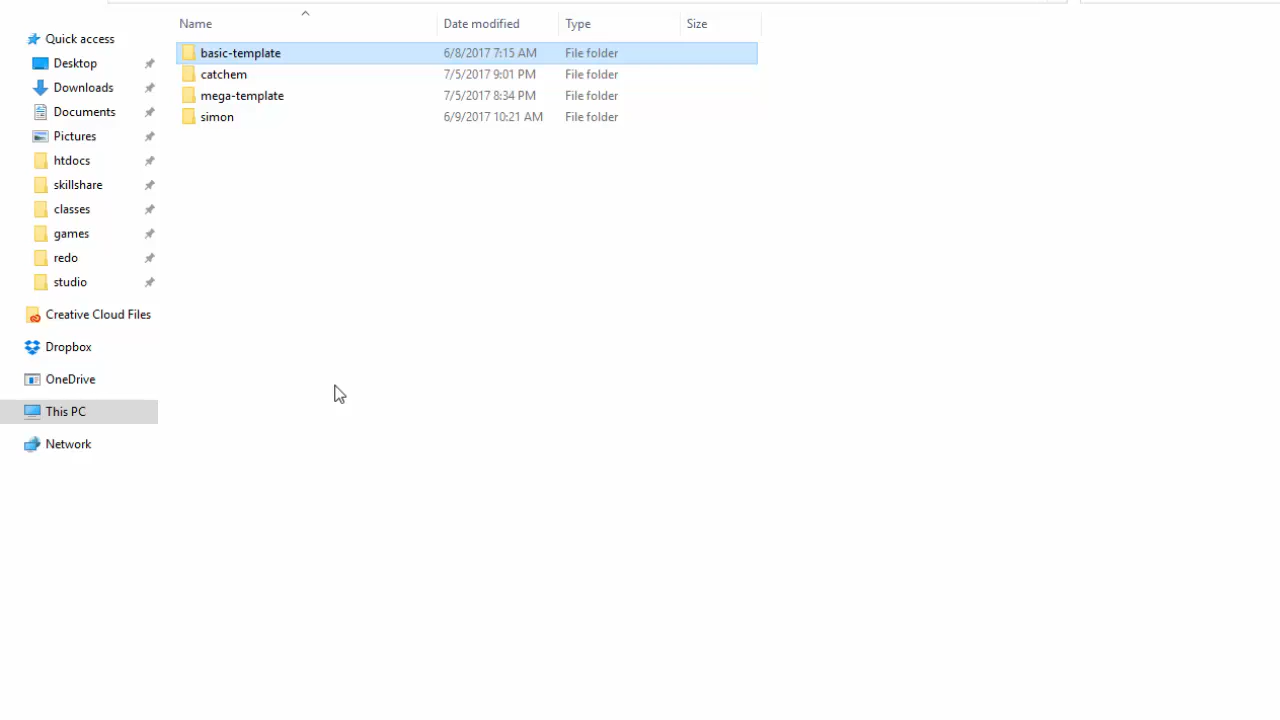 Name Date modified Type Size
Quick access
Desktop
Downloads
Documents
Pictures
htdocs
skillshare
classes
games
redo
studio
Creative Cloud Files
Dropbox
OneDrive
This PC
Network
basic-template 6/8/2017 7:15 AM File folder
catchem 7/5/2017 9:01 PM File folder
mega-template 7/5/2017 8:34 PM File folder
simon 6/9/2017 10:21 AM File folder